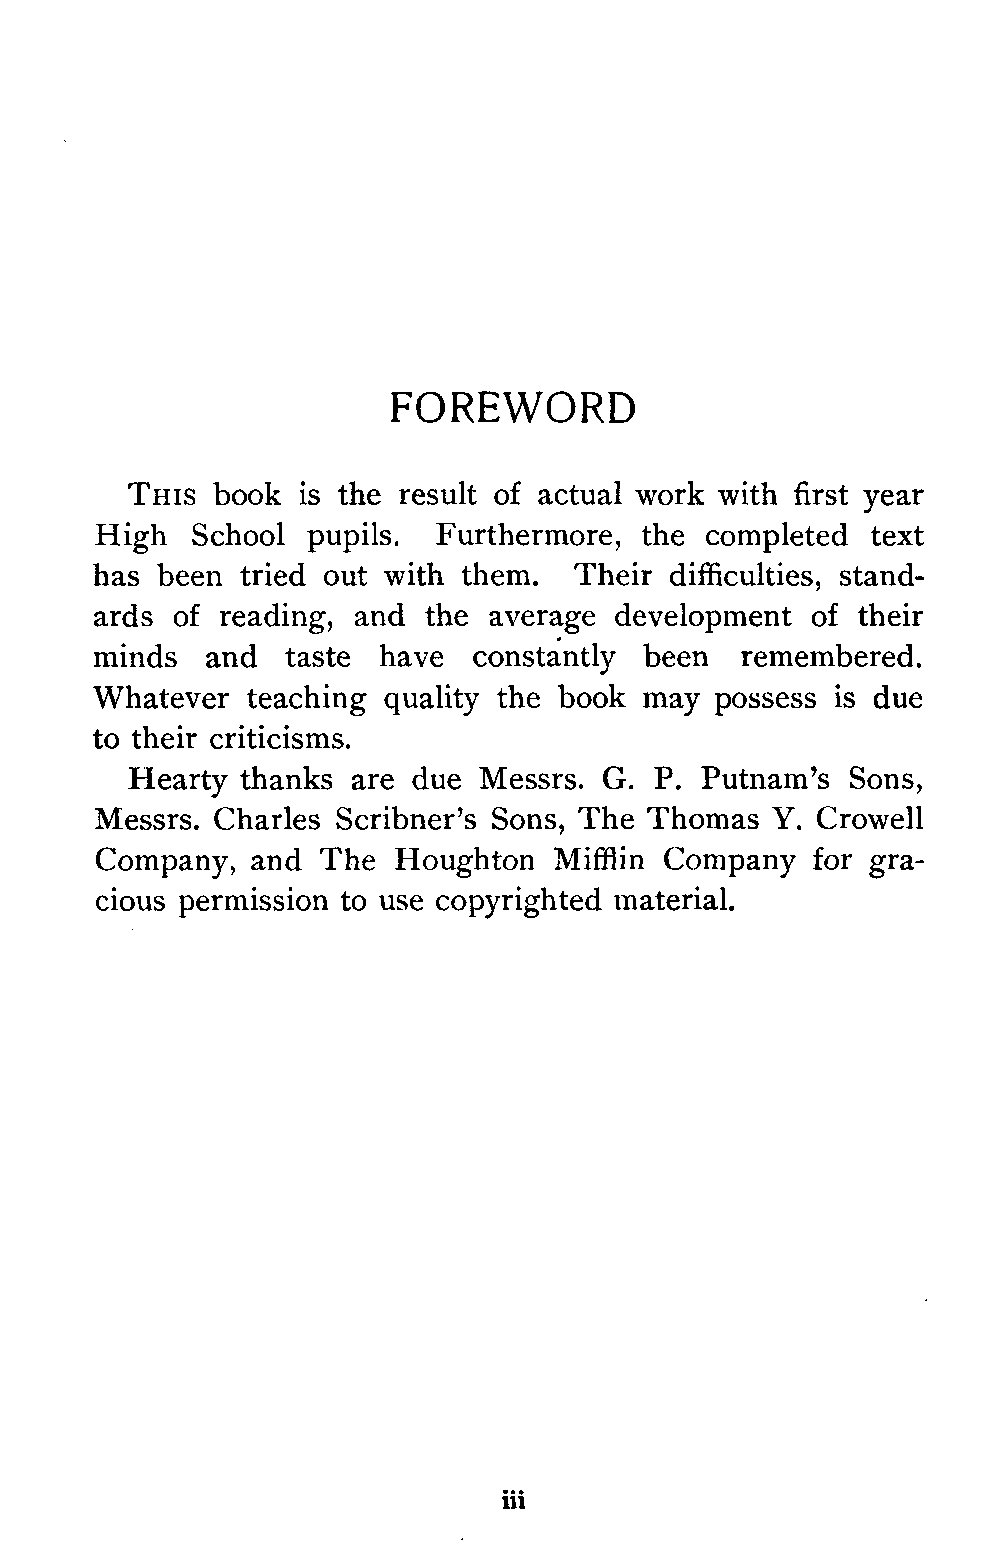 FOREWORD
THIS book is the result of actual work with first year
High School pupils. Furthermore, the completed text
has been tried out with them. Their difficulties, stand-
ards of reading, and the average development of their
minds and taste have constantly been remembered.
Whatever teaching quality the book may possess is due
to their criticisms.
Hearty thanks are due Messrs. G. P. Putnam's Sons,
Messrs. Charles Scribner's Sons, The Thomas Y. Crowell
Company, and The Houghton Mifflin Company for gra-
cious permission to use copyrighted material.
iii